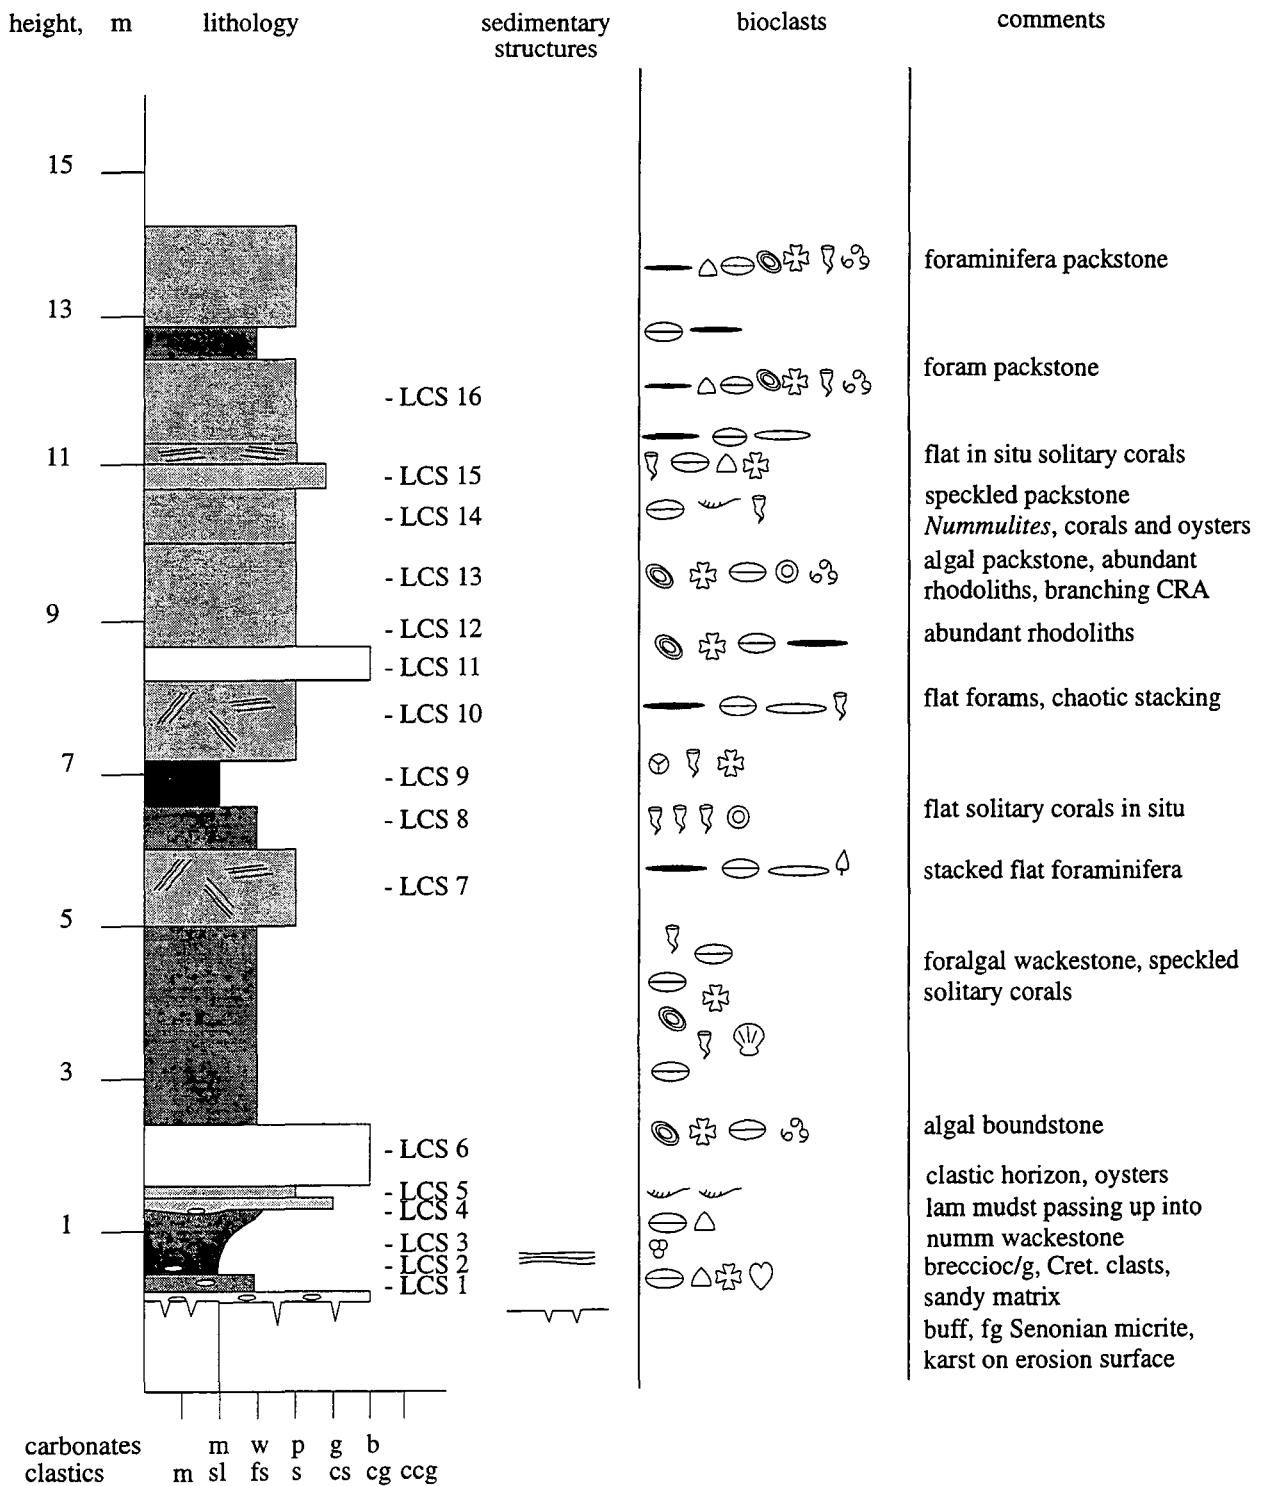 height, m lithology sedimentary structures bioclasts comments
15
foraminifera packstone
13
foram packstone
- LCS 16
11
flat in situ solitary corals
- LCS 15
speckled packstone
- LCS 14
Nummulites, corals and oysters
algal packstone, abundant
- LCS 13
rhodoliths, branching CRA
9
- LCS 12
abundant rhodoliths
- LCS 11
flat forams, chaotic stacking
- LCS 10
7
- LCS 9
flat solitary corals in situ
- LCS 8
stacked flat foraminifera
- LCS 7
5
foralgal wackestone, speckled
solitary corals
3
algal boundstone
- LCS 6
clastic horizon, oysters
- LCS 5
lam mudst passing up into
- LCS 4
1
numm wackestone
- LCS 3
- LCS 2
breccioc/g, Cret. clasts,
- LCS 1
sandy matrix
buff, fg Senonian micrite,
karst on erosion surface
carbonates m w p g b
clastics m sl fs s cs cg ccg